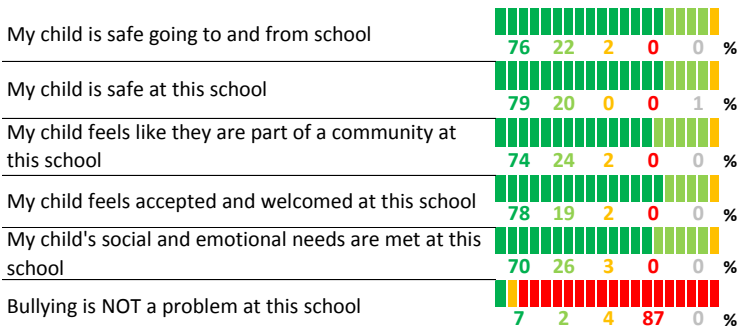 My child is safe going to and from school
76 22 2 0 0 %
My child is safe at this school
79 20 0 0 1 %
My child feels like they are part of a community at
this school
74 24 2 0 0 %
My child feels accepted and welcomed at this school
78 19 2 0 0 %
My child's social and emotional needs are met at this
school
70 26 3 0 0 %
Bullying is NOT a problem at this school
7 2 4 87 0 %